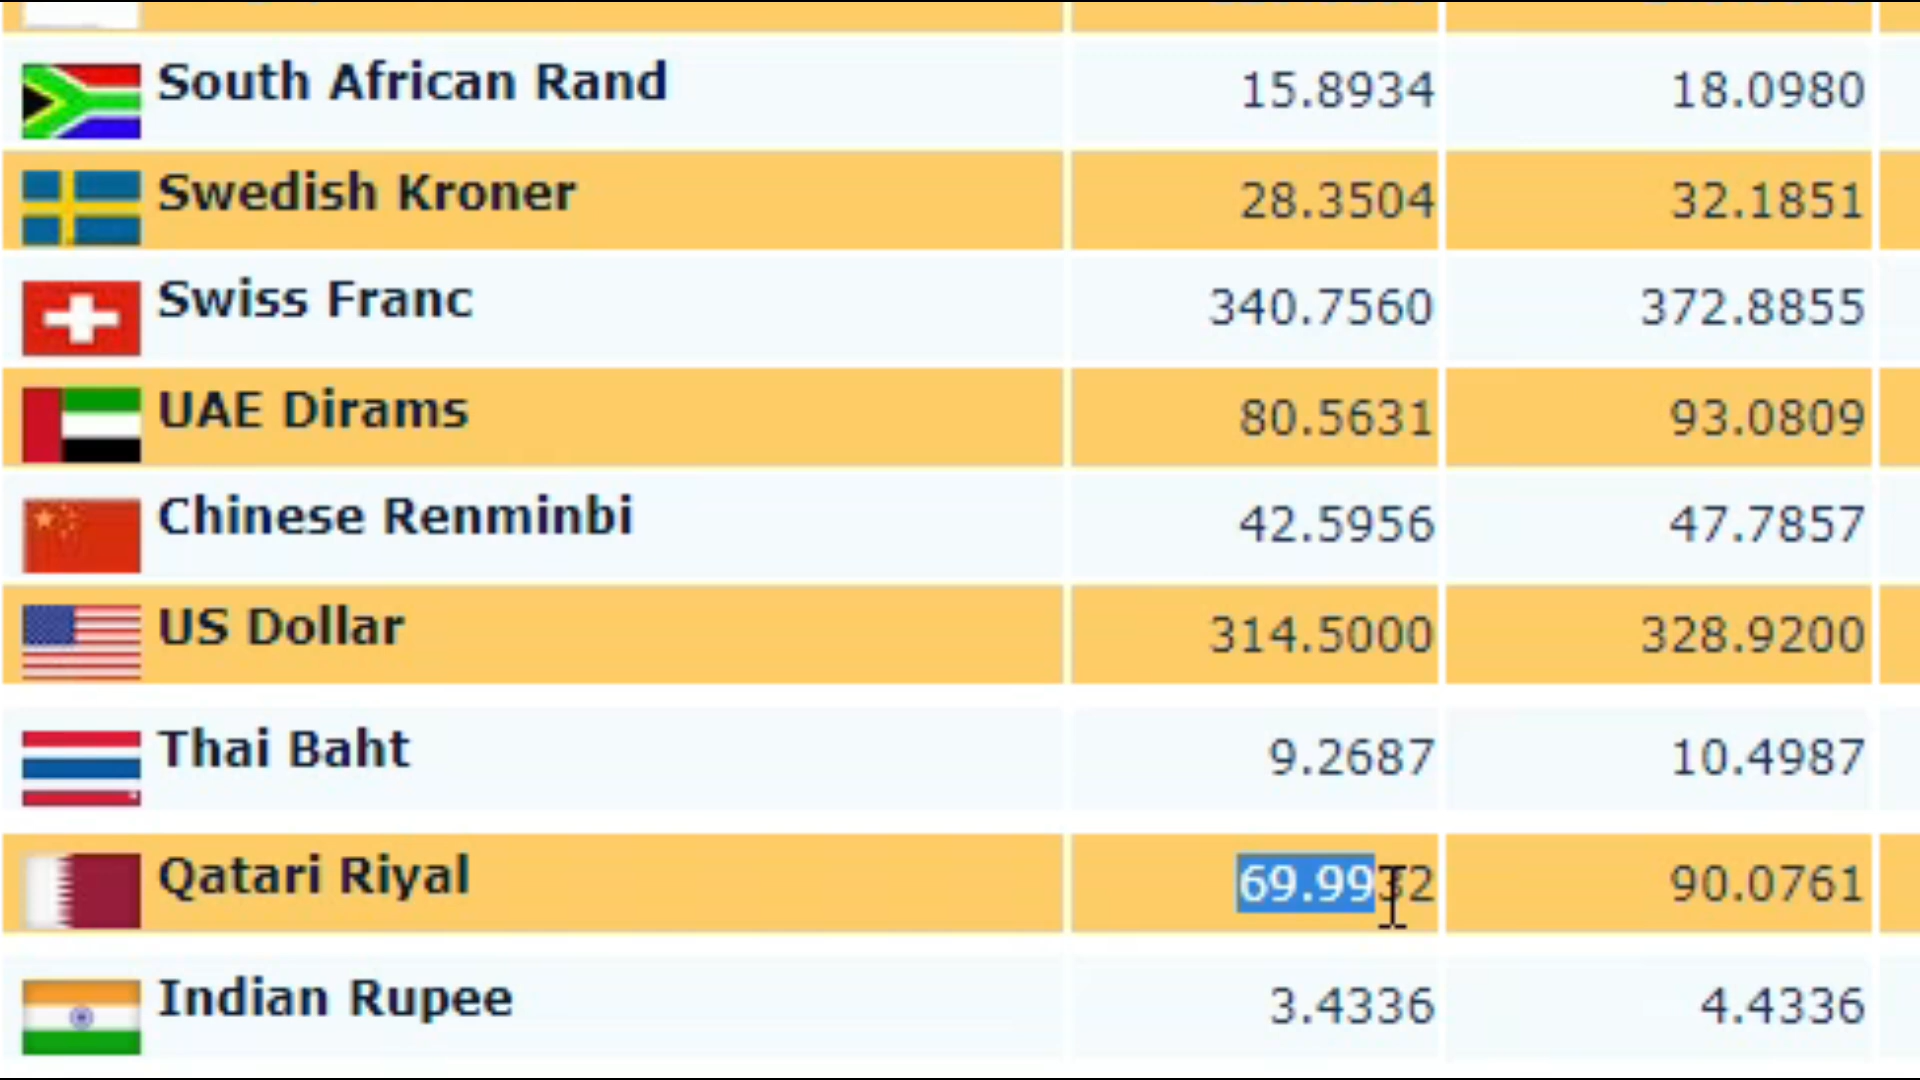 South African Rand 15.8934 18.0980
Swedish Kroner 28.3504 32.1851
Swiss Franc 340.7560 372.8855
UAE Dirams 80.5631 93.0809
Chinese Renminbi 42.5956 47.7857
US Dollar 314.5000 328.9200
Thai Baht 9.2687 10.4987
Qatari Riyal 69.9932 90.0761
Indian Rupee 3.4336 4.4336